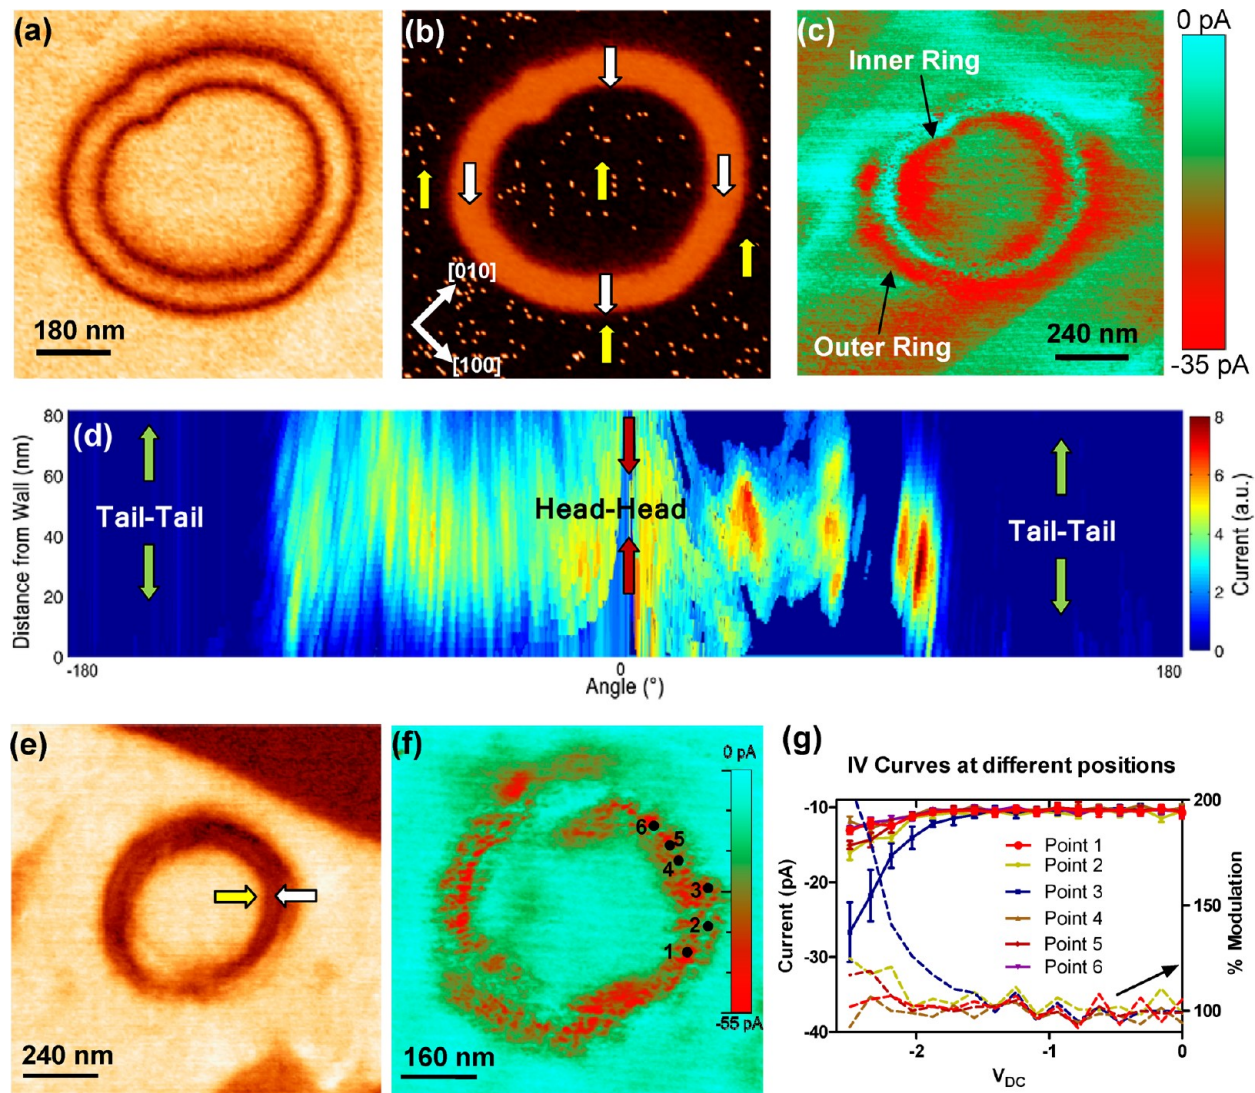 (a)
180 nm
(b)
[010]
[100]
(c)
Inner Ring
Outer Ring
240 nm
0 pA
-35 pA
(d)
Distance from Wall (nm)
80
60
40
20
0
Tail-Tail
Head-Head
Tail-Tail
-180
0
180
Angle (°)
8
6
4
2
0
Current (a.u.)
(e)
240 nm
(f)
0 pA
-55 pA
6
5
4
3
2
1
160 nm
(g)
IV Curves at different positions
Current (pA)
-10
-20
-30
-40
Point 1
Point 2
Point 3
Point 4
Point 5
Point 6
200
150
100
% Modulation
-2
-1
0
VDC